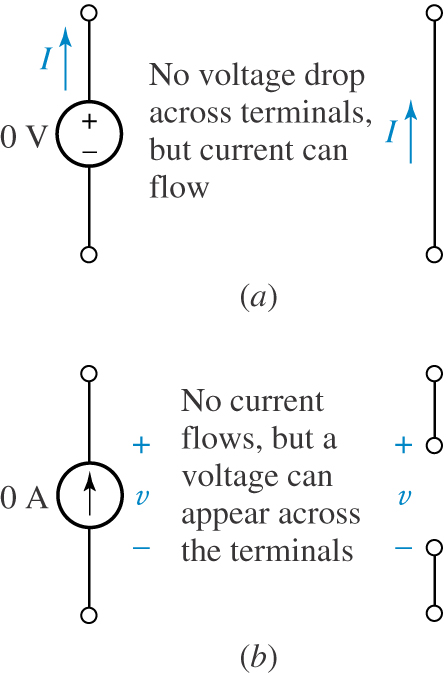 I
0 V
+
−
No voltage drop
across terminals,
but current can
flow
I
(a)
0 A
+
v
−
No current
flows, but a
voltage can
appear across
the terminals
+
v
−
(b)